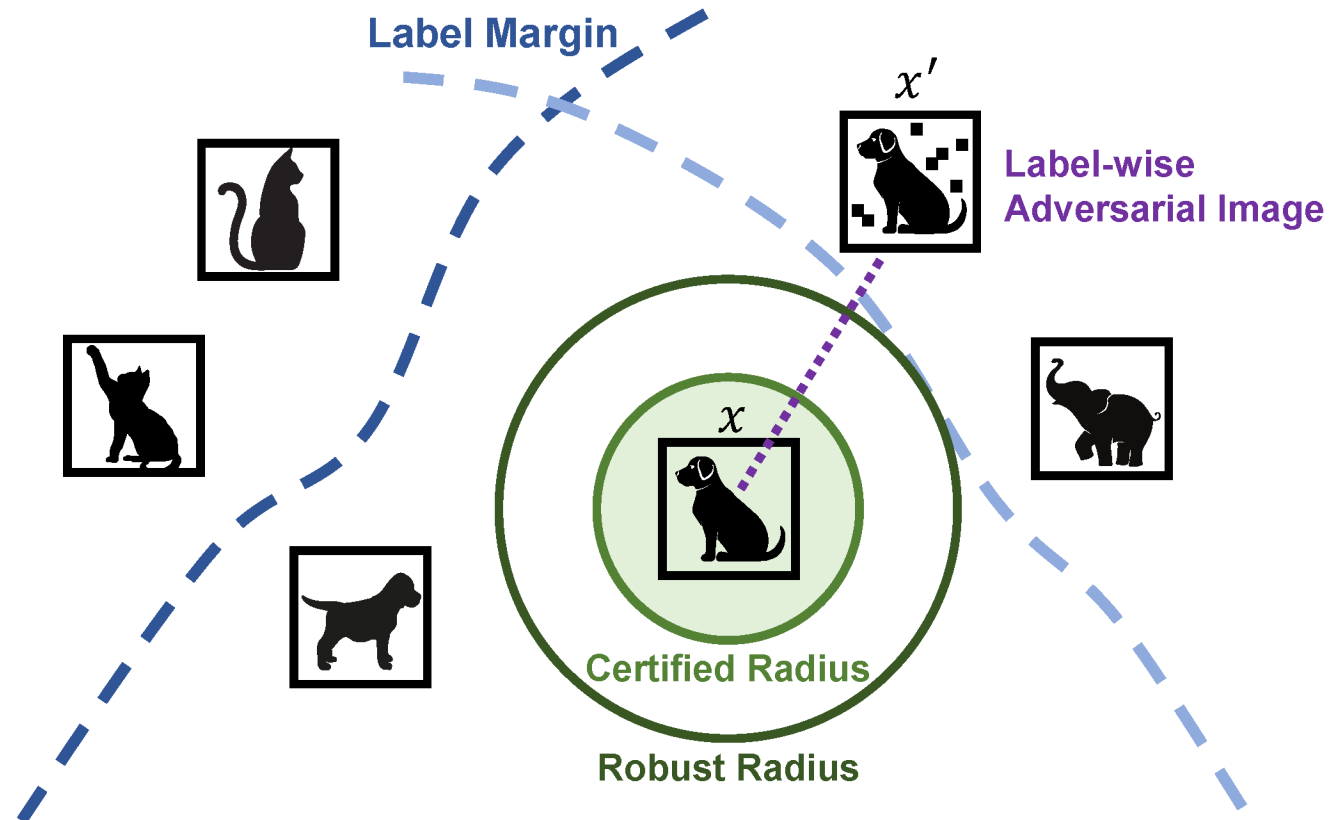 Label Margin
x′
Label-wise
Adversarial Image
x
Certified Radius
Robust Radius